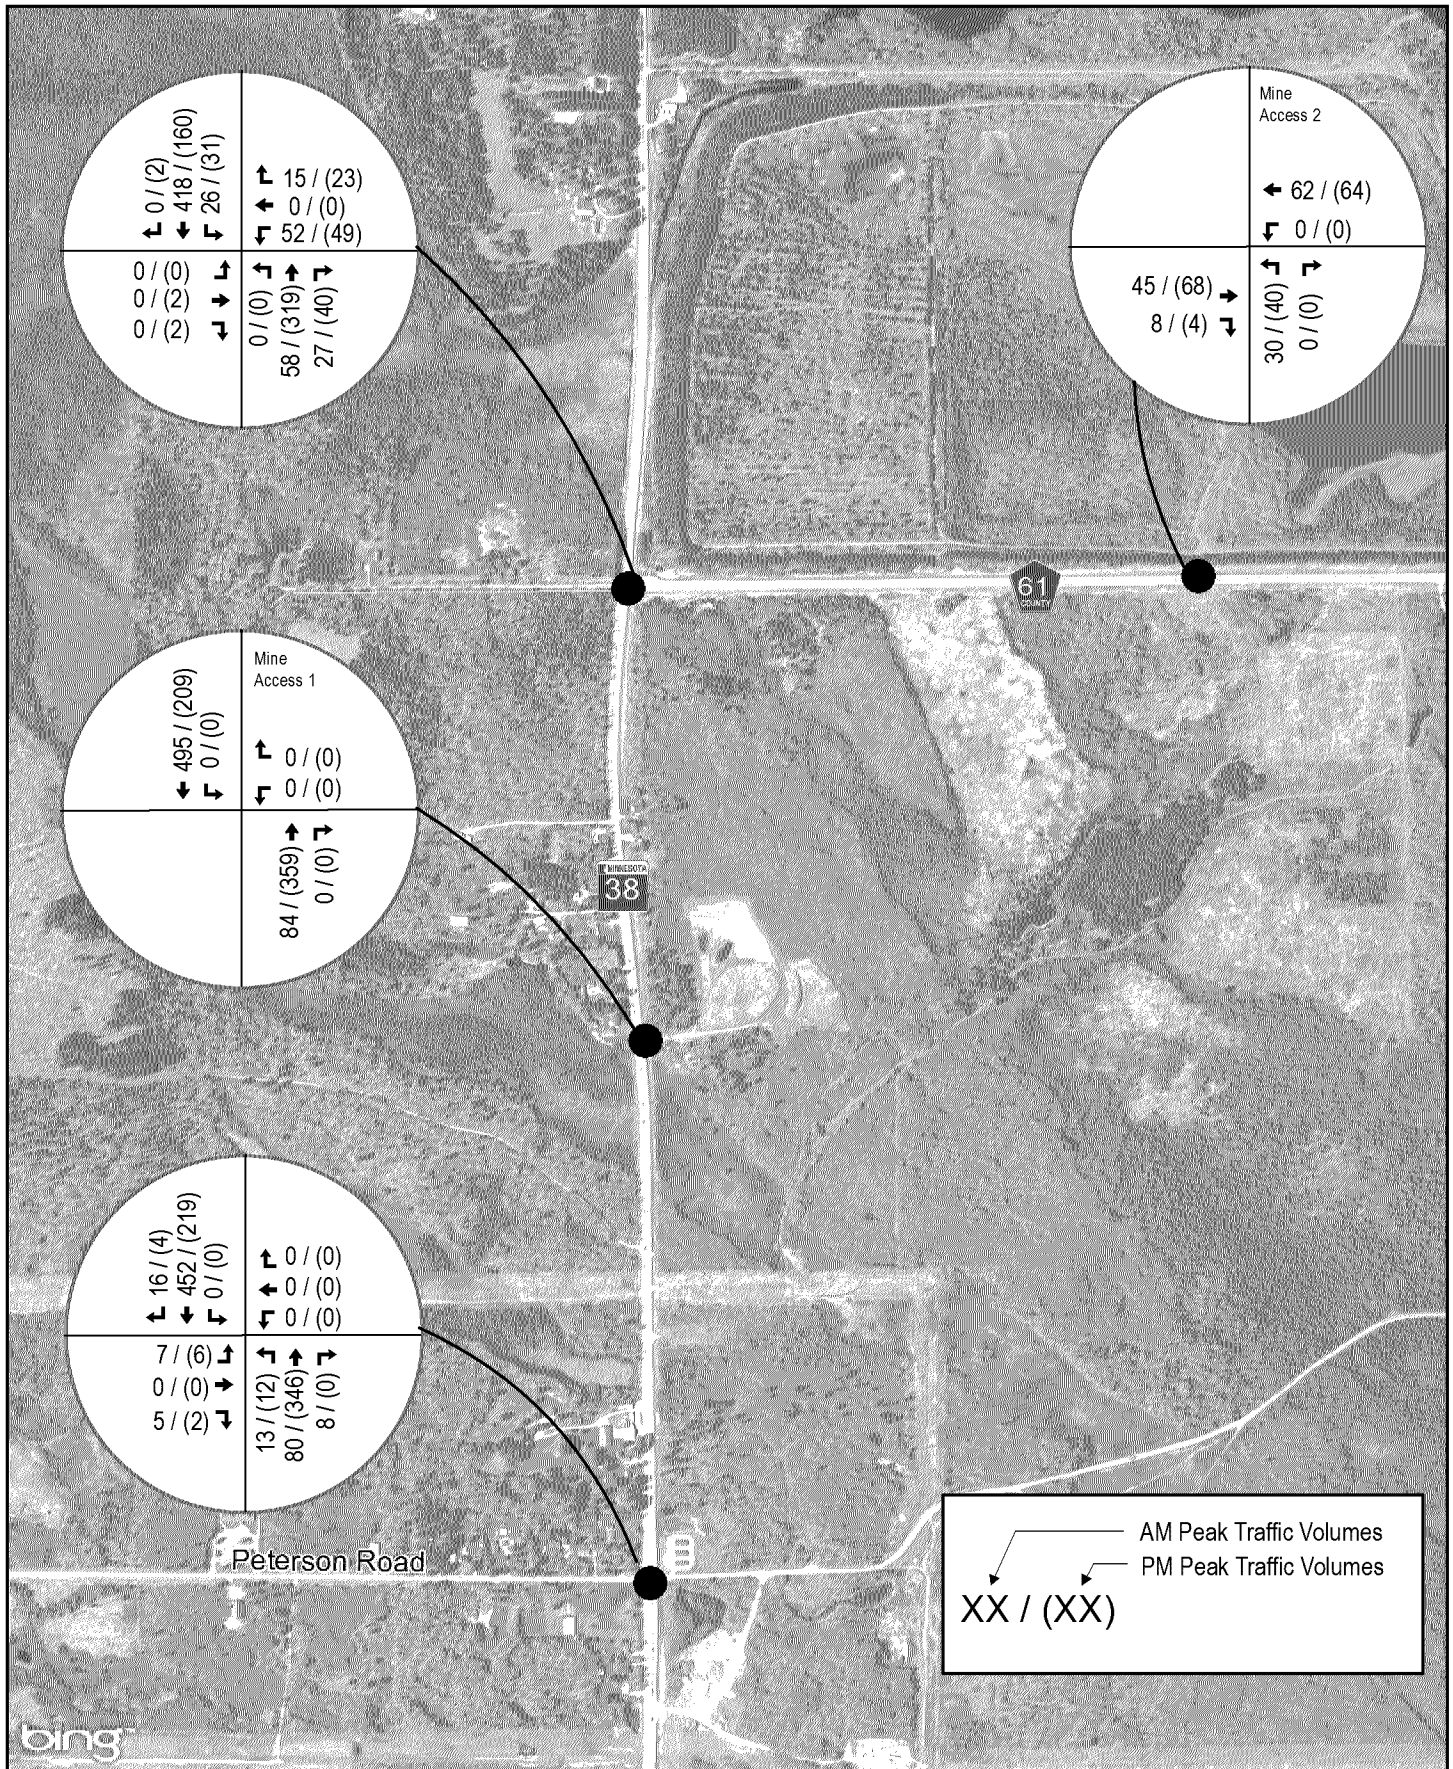 0 / (2)
418 / (160)
26 / (31)
15 / (23)
0 / (0)
52 / (49)
0 / (0)
0 / (2)
0 / (2)
0 / (0)
58 / (319)
27 / (40)
Mine
Access 2
62 / (64)
0 / (0)
45 / (68)
8 / (4)
30 / (40)
0 / (0)
61
COUNTY
Mine
Access 1
495 / (209)
0 / (0)
0 / (0)
0 / (0)
84 / (359)
0 / (0)
MINNESOTA
38
16 / (4)
452 / (219)
0 / (0)
0 / (0)
0 / (0)
0 / (0)
7 / (6)
0 / (0)
5 / (2)
13 / (12)
80 / (346)
8 / (0)
Peterson Road
AM Peak Traffic Volumes
PM Peak Traffic Volumes
XX / (XX)
bing™